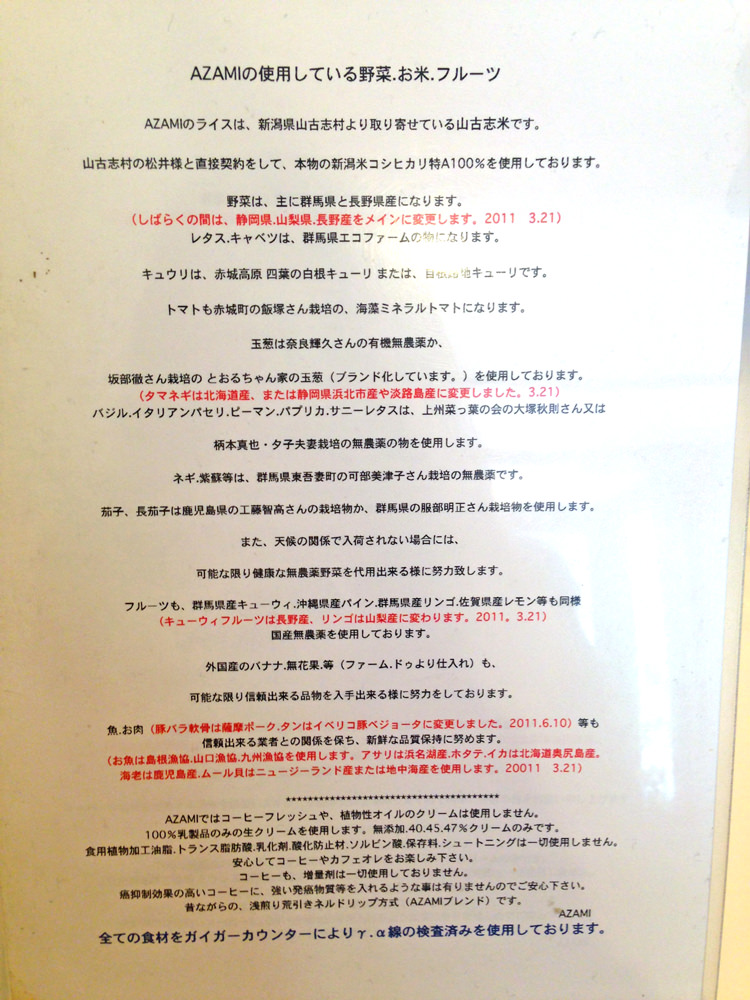 AZAMIの使用している野菜.お米.フルーツ
AZAMIのライスは、新潟県山古志村より取り寄せている山古志米です。
山古志村の松井様と直接契約をして、本物の新潟米コシヒカリ特A100%を使用しております。
野菜は、主に群馬県と長野県産になります。
(しばらくの間は、静岡県.山梨県.長野産をメインに変更します。2011 3.21)
レタス.キャベツは、群馬県エコファームの物になります。
キュウリは、赤城高原 四葉の白根キューリ または、キューリです。
トマトも赤城町の飯塚さん栽培の、海藻ミネラルトマトになります。
玉葱は奈良輝久さんの有機無農薬か、
坂部徹さん栽培の とおるちゃん家の玉葱(ブランド化しています。)を使用しております。
(タマネギは北海道産、または静岡県浜北市産や淡路島産に変更しました。3.21)
バジル.イタリアンパセリ.ピーマン.パプリカ.サニーレタスは、上州菜っ葉の会の大塚秋則さん又は
柄本真也・夕子夫妻栽培の無農薬の物を使用します。
ネギ.紫蘇等は、群馬県東吾妻町の可部美津子さん栽培の無農薬です。
茄子、長茄子は鹿児島県の工藤智高さんの栽培物か、群馬県の服部明正さん栽培物を使用します。
また、天候の関係で入荷されない場合には、
可能な限り健康な無農薬野菜を代用出来る様に努力致します。
フルーツも、群馬県産キューウィ.沖縄県産パイン.群馬県産リンゴ.佐賀県産レモン等も同様
(キューウィフルーツは長野産、リンゴは山梨産に変わります。2011。3.21)
国産無農薬を使用しております。
外国産のバナナ.無花果.等(ファーム.ドゥより仕入れ)も、
可能な限り信頼出来る品物を入手出来る様に努力をしております。
魚.お肉(豚バラ軟骨は薩摩ポーク.タンはイベリコ豚ベジョータに変更しました。2011.6.10)等も
信頼出来る業者との関係を保ち、新鮮な品質保持に努めます。
(お魚は島根漁協.山口漁協.九州漁協を使用します。アサリは浜名湖産.ホタテ.イカは北海道奥尻島産。
海老は鹿児島産.ムール貝はニュージーランド産または地中海産を使用します。20011 3.21)
***************************************
AZAMIではコーヒーフレッシュや、植物性オイルのクリームは使用しません。
100%乳製品のみの生クリームを使用します。無添加.40.45.47%クリームのみです。
食用植物加工油脂.トランス脂肪酸.乳化剤.酸化防止材.ソルビン酸.保存料.シュートニングは一切使用しません。
安心してコーヒーやカフェオレをお楽しみ下さい。
コーヒーも、増量剤は一切使用しておりません。
癌抑制効果の高いコーヒーに、強い発癌物質等を入れるような事は有りませんのでご安心下さい。
昔ながらの、浅煎り荒引きネルドリップ方式(AZAMIブレンド)です。
AZAMI
全ての食材をガイガーカウンターによりγ.α線の検査済みを使用しております。